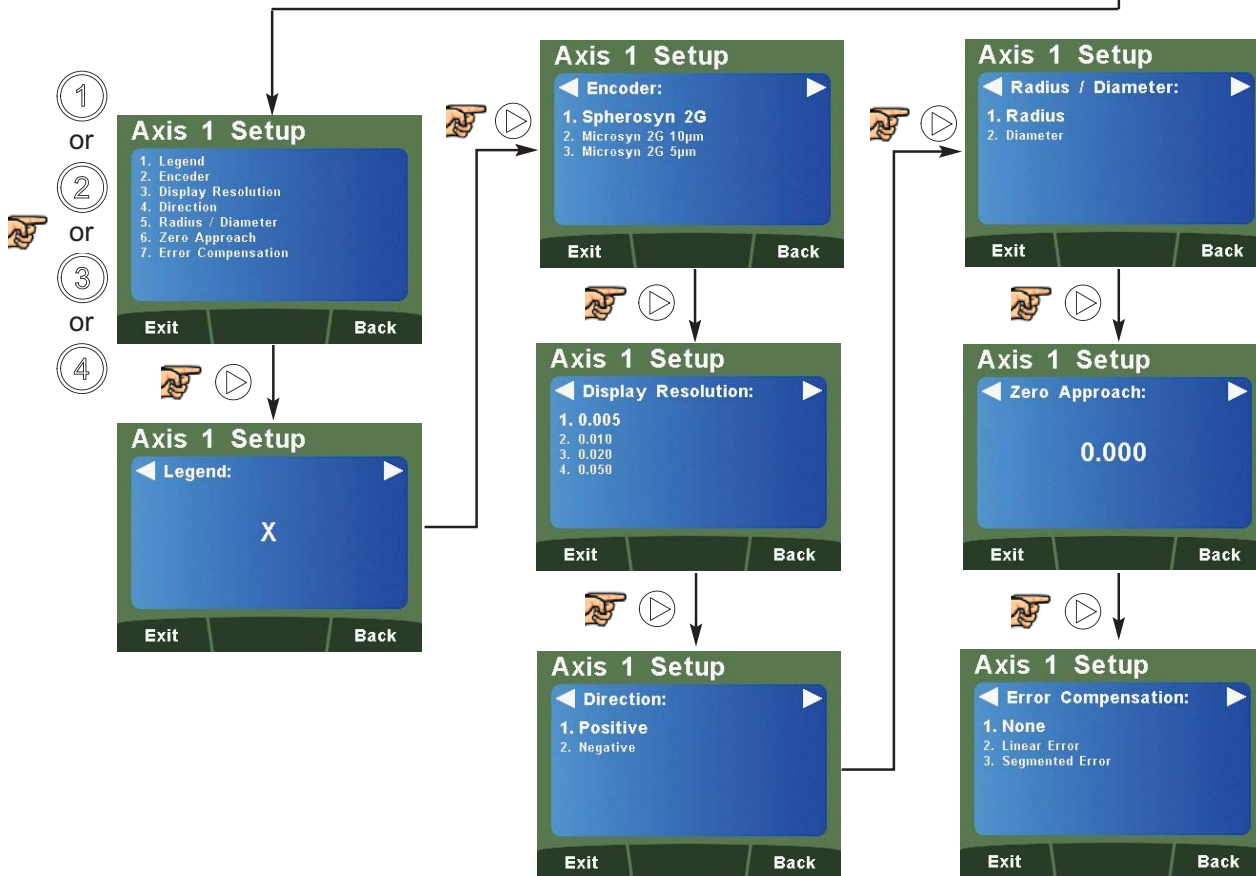 1
or
2
or
3
or
4
Axis 1 Setup
1. Legend
2. Encoder
3. Display Resolution
4. Direction
5. Radius / Diameter
6. Zero Approach
7. Error Compensation
Exit Back
Axis 1 Setup
Legend:
X
Exit Back
Axis 1 Setup
Encoder:
1. Spherosyn 2G
2. Microsyn 2G 10µm
3. Microsyn 2G 5µm
Exit Back
Axis 1 Setup
Display Resolution:
1. 0.005
2. 0.010
3. 0.020
4. 0.050
Exit Back
Axis 1 Setup
Direction:
1. Positive
2. Negative
Exit Back
Axis 1 Setup
Radius / Diameter:
1. Radius
2. Diameter
Exit Back
Axis 1 Setup
Zero Approach:
0.000
Exit Back
Axis 1 Setup
Error Compensation:
1. None
2. Linear Error
3. Segmented Error
Exit Back